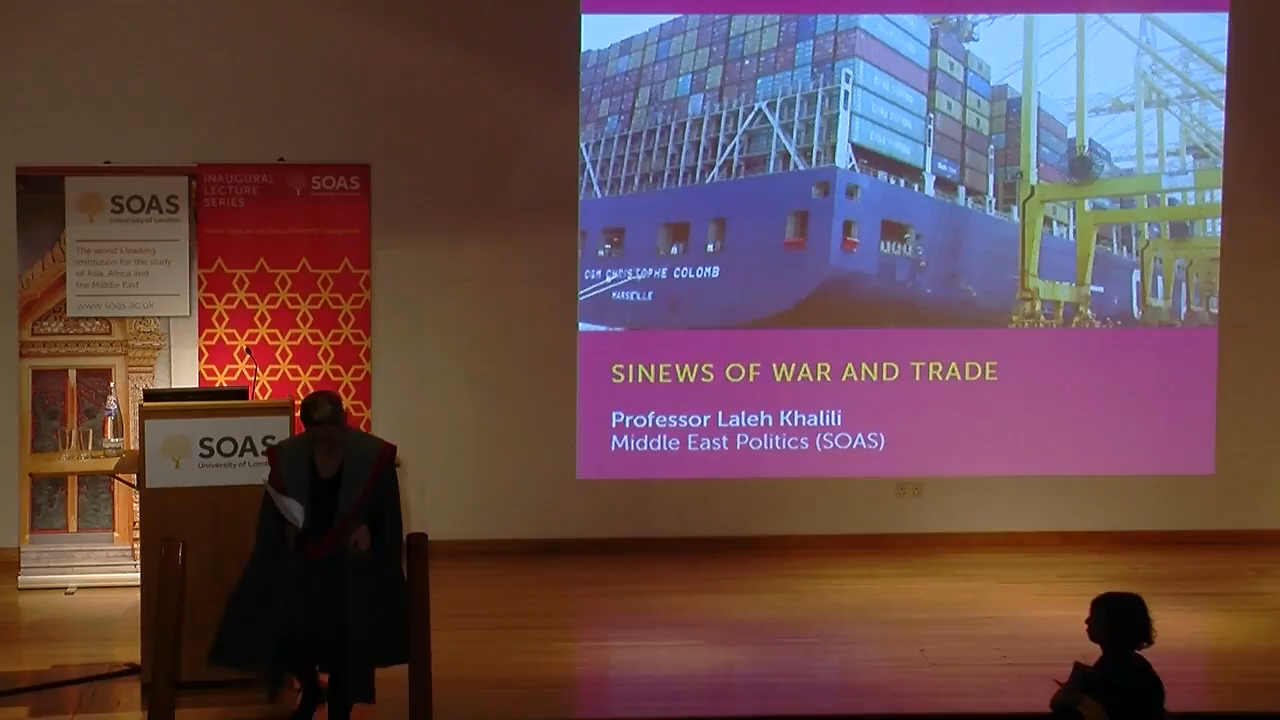 SOAS
University of London
The world's leading
institution for the study
of Asia, Africa and
the Middle East
www.soas.ac.uk
INAUGURAL
LECTURE
SERIES
SOAS
SOAS
University of
CGM CHRISTOPHE COLOMB
MARSEILLE
SINEWS OF WAR AND TRADE
Professor Laleh Khalili
Middle East Politics (SOAS)